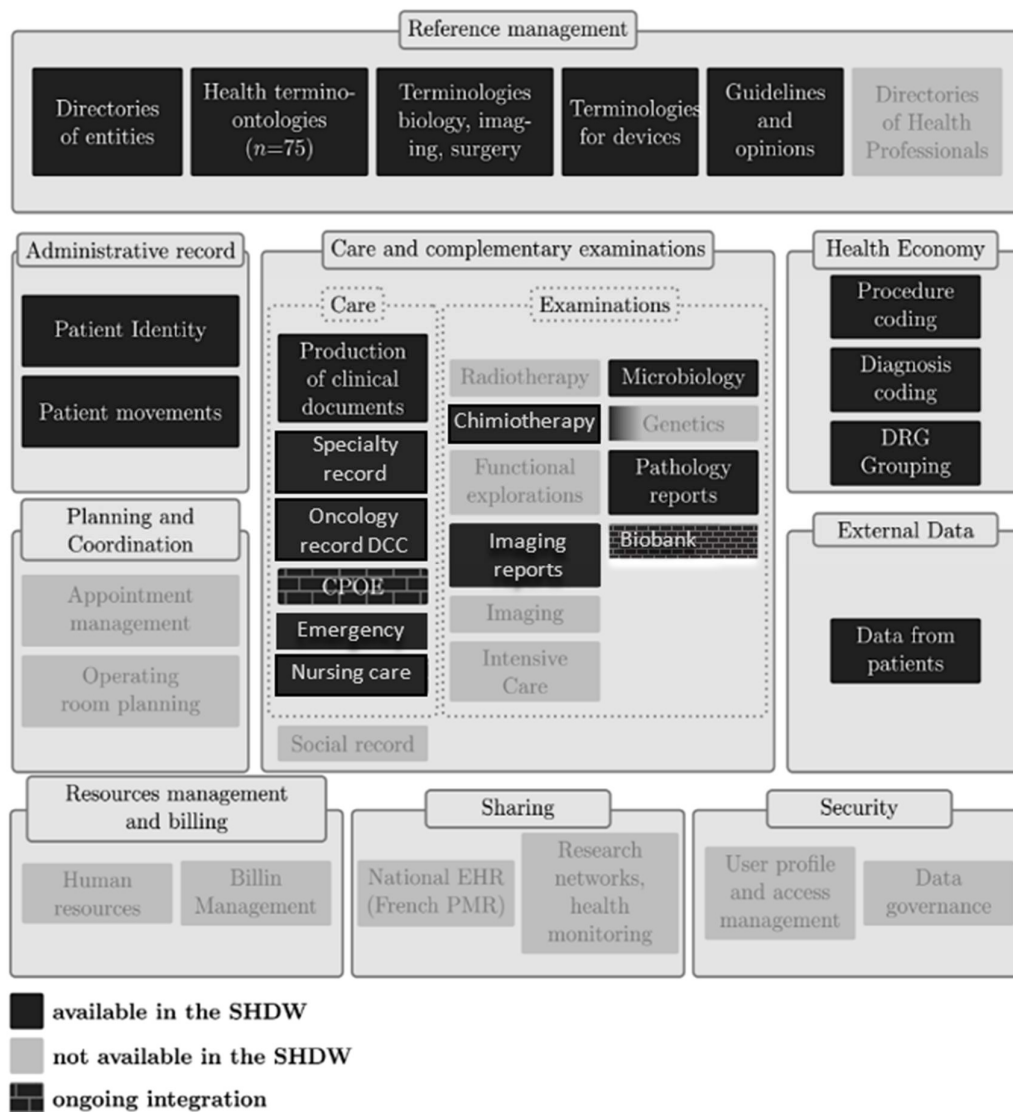 Reference management
Directories
of entities
Health termino-
ontologies
(n=75)
Terminologies
biology, imag-
ing, surgery
Terminologies
for devices
Guidelines
and
opinions
Directories
of Health
Professionals
Administrative record
Patient Identity
Patient movements
Care and complementary examinations
Care
Production
of clinical
documents
Specialty
record
Oncology
record DCC
CPOE
Emergency
Nursing care
Social record
Examinations
Radiotherapy
Chimiotherapy
Functional
explorations
Imaging
reports
Imaging
Intensive
Care
Microbiology
Genetics
Pathology
reports
Biobank
Health Economy
Procedure
coding
Diagnosis
coding
DRG
Grouping
Planning and
Coordination
Appointment
management
Operating
room planning
External Data
Data from
patients
Resources management
and billing
Human
resources
Billin
Management
Sharing
National EHR
(French PMR)
Research
networks,
health
monitoring
Security
User profile
and access
management
Data
governance
available in the SHDW
not available in the SHDW
ongoing integration